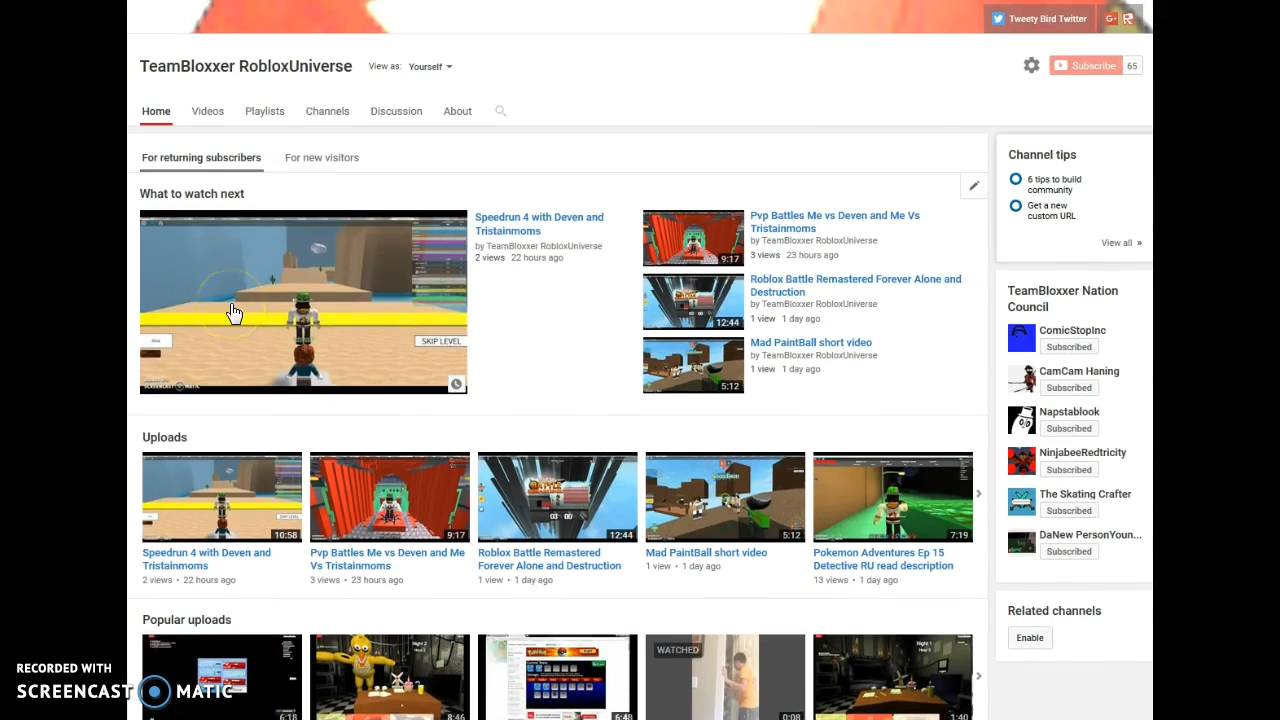 Tweety Bird Twitter
G+
TeamBloxxer RobloxUniverse
View as: Yourself
Subscribe 65
Home Videos Playlists Channels Discussion About
For returning subscribers For new visitors
What to watch next
SKIP LEVEL
Speedrun 4 with Deven and
Tristainmoms
by TeamBloxxer RobloxUniverse
2 views 22 hours ago
9:17
Pvp Battles Me vs Deven and Me Vs
Tristainmoms
by TeamBloxxer RobloxUniverse
3 views 23 hours ago
12:44
Roblox Battle Remastered Forever Alone and
Destruction
by TeamBloxxer RobloxUniverse
1 view 1 day ago
5:12
Mad PaintBall short video
by TeamBloxxer RobloxUniverse
1 view 1 day ago
Channel tips
6 tips to build
community
Get a new
custom URL
View all »
TeamBloxxer Nation
Council
ComicStopInc
Subscribed
CamCam Haning
Subscribed
Napstablook
Subscribed
NinjabeeRedtricity
Subscribed
The Skating Crafter
Subscribed
DaNew PersonYoun...
Subscribed
Related channels
Enable
Uploads
10:58
Speedrun 4 with Deven and
Tristainmoms
2 views • 22 hours ago
9:17
Pvp Battles Me vs Deven and Me
Vs Tristainmoms
3 views • 23 hours ago
12:44
Roblox Battle Remastered
Forever Alone and Destruction
1 view • 1 day ago
5:12
Mad PaintBall short video
1 view • 1 day ago
7:19
Pokemon Adventures Ep 15
Detective RU read description
13 views • 1 day ago
Popular uploads
6:18
8:46
6:48
WATCHED
0:08
1:40
RECORDED WITH
SCREENCAST MATIC